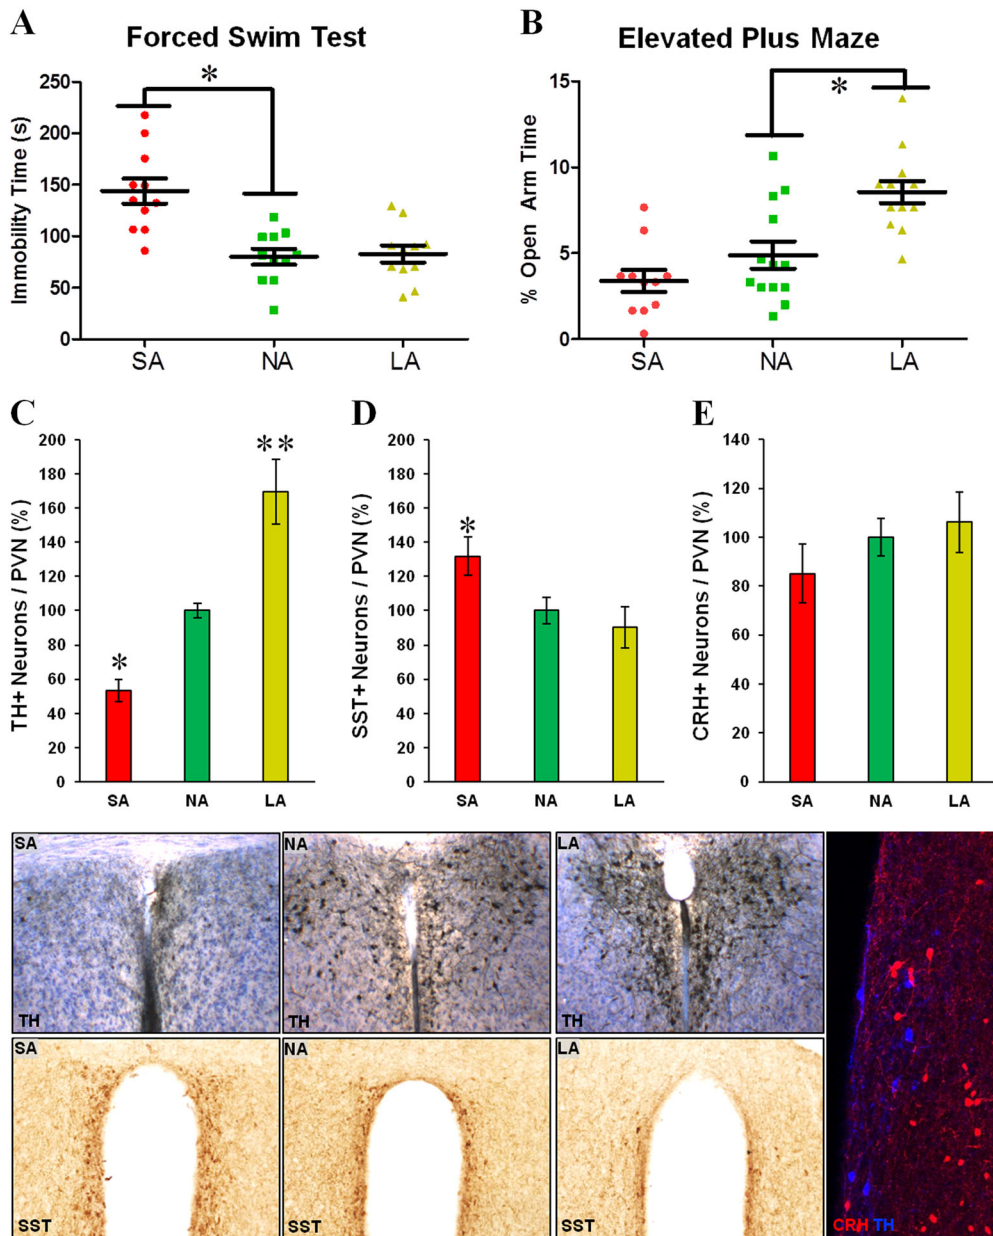 A
Forced Swim Test
Immobility Time (s)
250
200
150
100
50
0
*
SA NA LA
B
Elevated Plus Maze
% Open Arm Time
15
10
5
0
*
SA NA LA
C
TH+ Neurons / PVN (%)
200
180
160
140
120
100
80
60
40
20
0
*
**
SA NA LA
D
SST+ Neurons / PVN (%)
200
180
160
140
120
100
80
60
40
20
0
*
SA NA LA
E
CRH+ Neurons / PVN (%)
140
120
100
80
60
40
20
0
SA NA LA
SA
TH
NA
TH
LA
TH
SA
SST
NA
SST
LA
SST
CRH TH